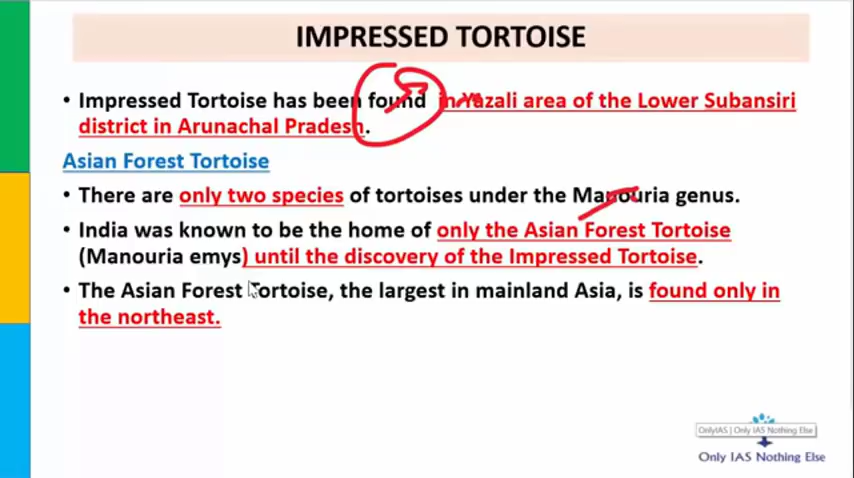 IMPRESSED TORTOISE
• Impressed Tortoise has been found in Yazali area of the Lower Subansiri
district in Arunachal Pradesh.
Asian Forest Tortoise
• There are only two species of tortoises under the Manouria genus.
• India was known to be the home of only the Asian Forest Tortoise
(Manouria emys) until the discovery of the Impressed Tortoise.
• The Asian Forest Tortoise, the largest in mainland Asia, is found only in
the northeast.
OnlyIAS | Only IAS Nothing Else
Only IAS Nothing Else